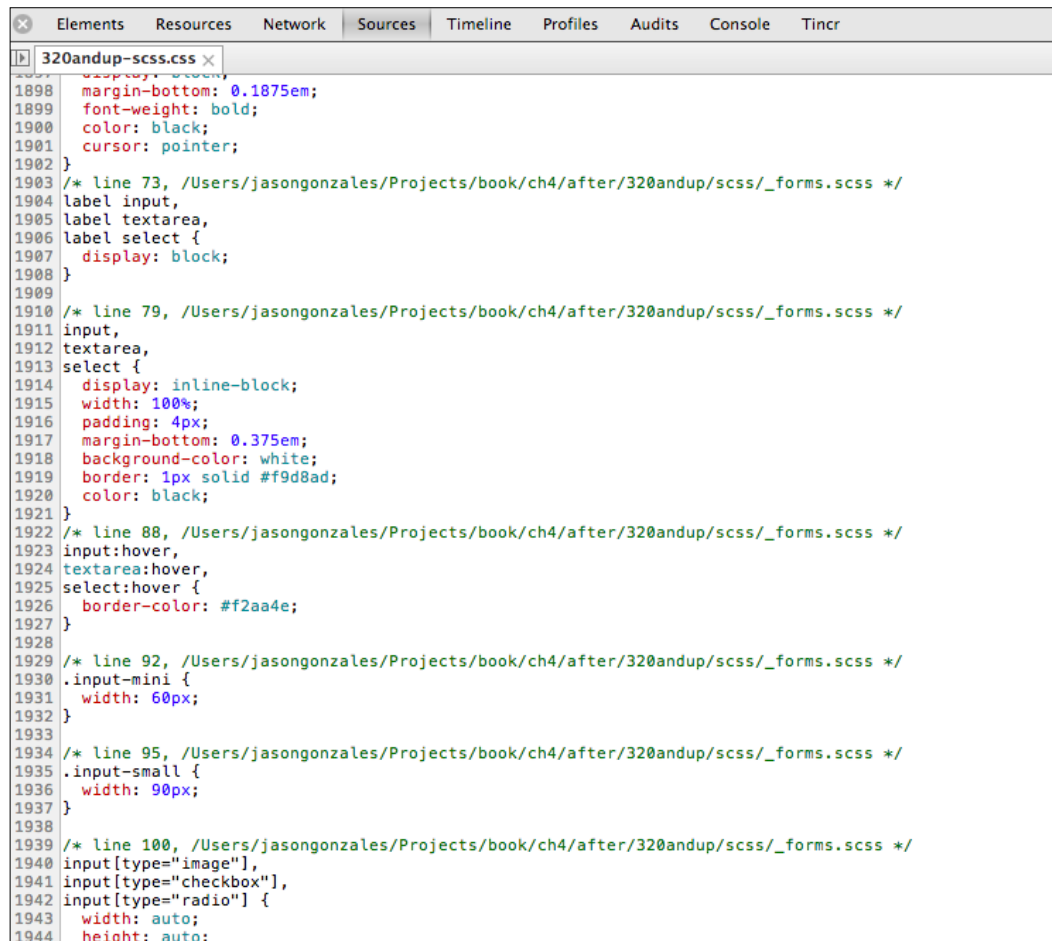 Elements Resources Network Sources Timeline Profiles Audits Console Tincr
320andup-scss.css
1897   display: block;
1898   margin-bottom: 0.1875em;
1899   font-weight: bold;
1900   color: black;
1901   cursor: pointer;
1902 }
1903 /* line 73, /Users/jasongonzales/Projects/book/ch4/after/320andup/scss/_forms.scss */
1904 label input,
1905 label textarea,
1906 label select {
1907   display: block;
1908 }
1909
1910 /* line 79, /Users/jasongonzales/Projects/book/ch4/after/320andup/scss/_forms.scss */
1911 input,
1912 textarea,
1913 select {
1914   display: inline-block;
1915   width: 100%;
1916   padding: 4px;
1917   margin-bottom: 0.375em;
1918   background-color: white;
1919   border: 1px solid #f9d8ad;
1920   color: black;
1921 }
1922 /* line 88, /Users/jasongonzales/Projects/book/ch4/after/320andup/scss/_forms.scss */
1923 input:hover,
1924 textarea:hover,
1925 select:hover {
1926   border-color: #f2aa4e;
1927 }
1928
1929 /* line 92, /Users/jasongonzales/Projects/book/ch4/after/320andup/scss/_forms.scss */
1930 .input-mini {
1931   width: 60px;
1932 }
1933
1934 /* line 95, /Users/jasongonzales/Projects/book/ch4/after/320andup/scss/_forms.scss */
1935 .input-small {
1936   width: 90px;
1937 }
1938
1939 /* line 100, /Users/jasongonzales/Projects/book/ch4/after/320andup/scss/_forms.scss */
1940 input[type="image"],
1941 input[type="checkbox"],
1942 input[type="radio"] {
1943   width: auto;
1944   height: auto;